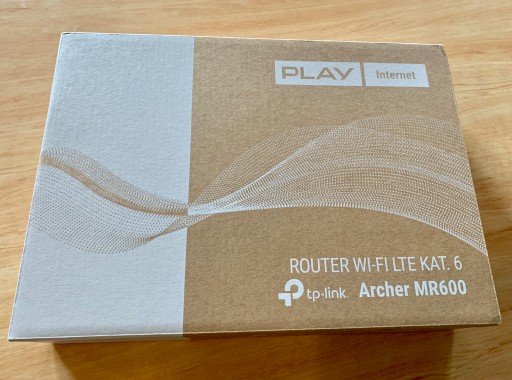 PLAY Internet
ROUTER WI-FI LTE KAT. 6
tp-link Archer MR600